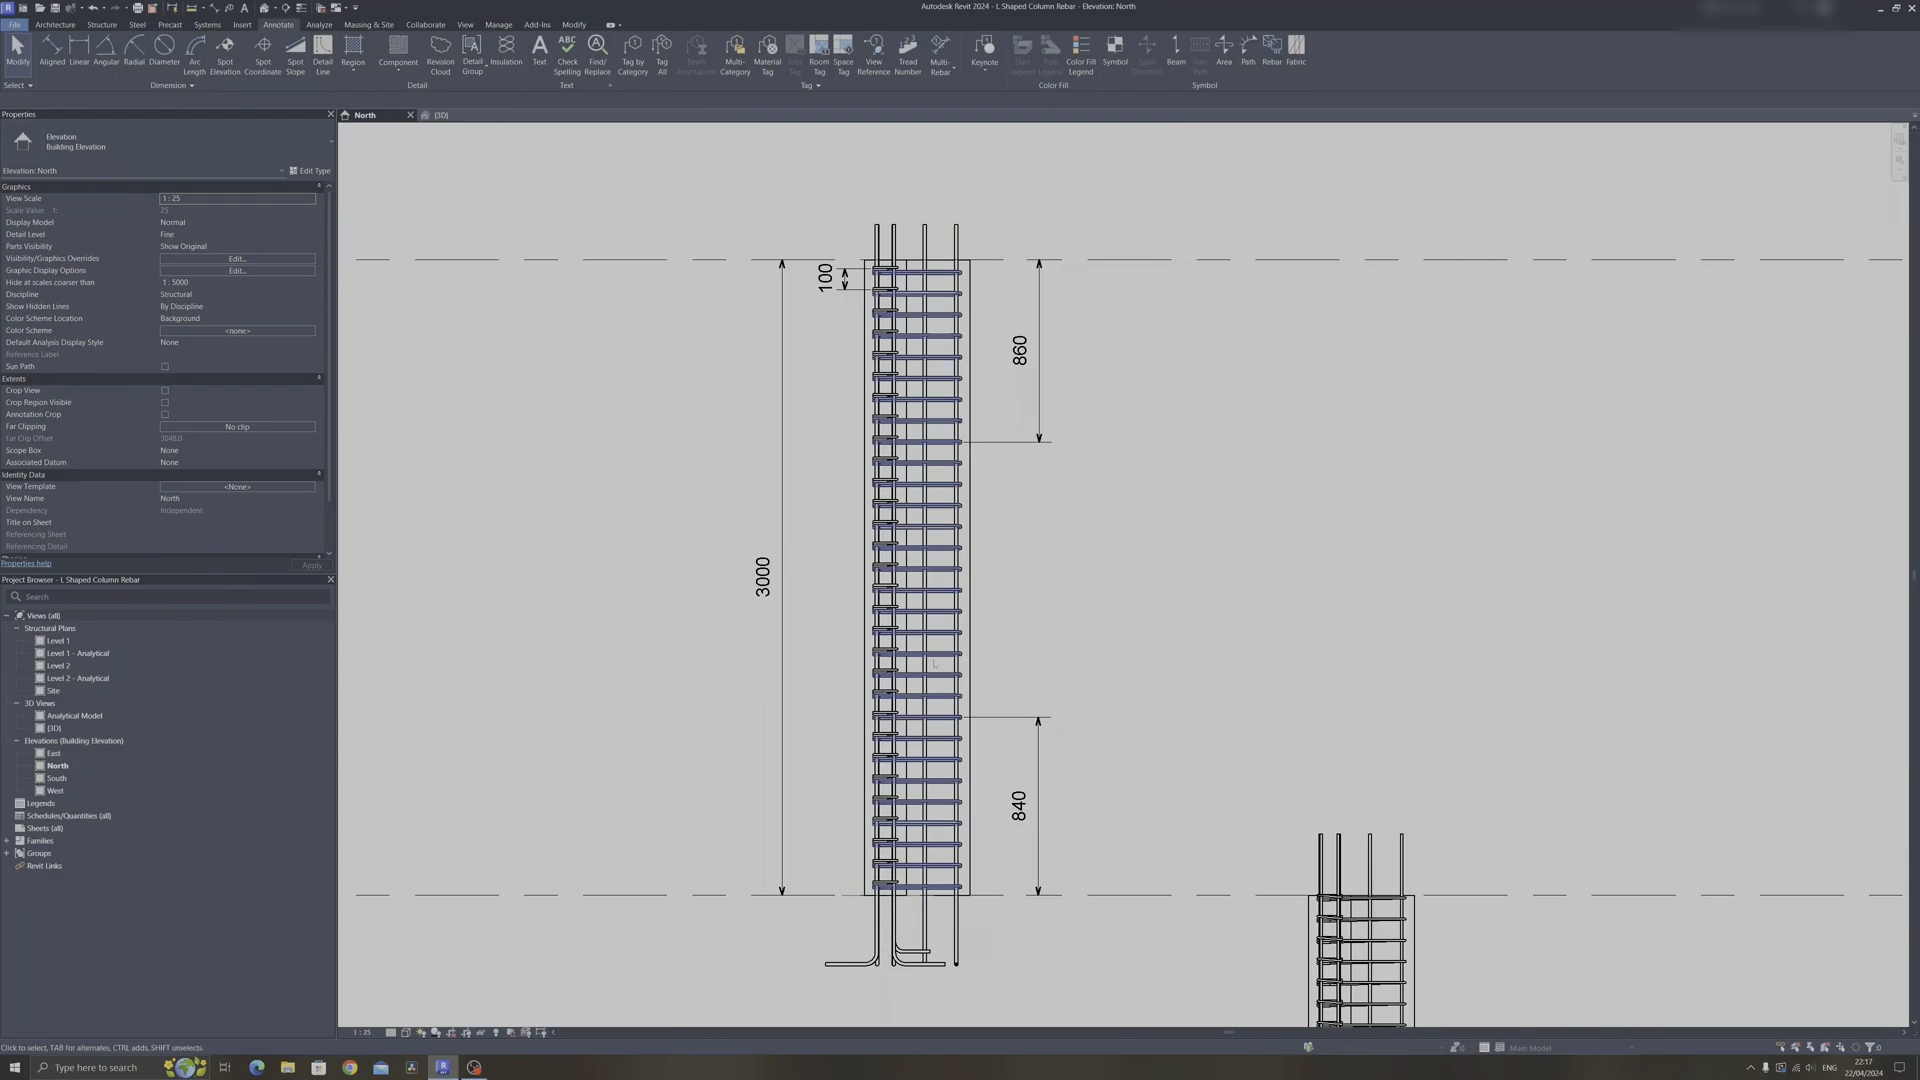 Autodesk Revit 2024 - L Shaped Column Rebar - Elevation: North
File Architecture Structure Steel Precast Systems Insert Annotate Analyze Massing & Site Collaborate View Manage Add-Ins Modify
Modify Aligned Linear Angular Radial Diameter Arc Length Spot Elevation Spot Coordinate Spot Slope Detail Line Region Component Revision Cloud Detail Group Insulation Text Check Spelling Find/ Replace Tag by Category Tag All Beam Annotations Multi- Category Material Tag Area Tag Room Tag Space Tag View Reference Tread Number Multi- Rebar Keynote Duct Legend Pipe Legend Color Fill Legend Symbol Span Direction Beam Stair Path Area Path Rebar Fabric
Select Dimension Detail Text Tag Color Fill Symbol
Properties
North {3D}
Elevation
Building Elevation
Elevation: North Edit Type
Graphics
View Scale 1 : 25
Scale Value 1: 25
Display Model Normal
Detail Level Fine
Parts Visibility Show Original
Visibility/Graphics Overrides Edit...
Graphic Display Options Edit...
Hide at scales coarser than 1 : 5000
Discipline Structural
Show Hidden Lines By Discipline
Color Scheme Location Background
Color Scheme <none>
Default Analysis Display Style None
Reference Label
Sun Path
Extents
Crop View
Crop Region Visible
Annotation Crop
Far Clipping No clip
Far Clip Offset 3048.0
Scope Box None
Associated Datum None
Identity Data
View Template <None>
View Name North
Dependency Independent
Title on Sheet
Referencing Sheet
Referencing Detail
Properties help Apply
Project Browser - L Shaped Column Rebar
Search
Views (all)
Structural Plans
Level 1
Level 1 - Analytical
Level 2
Level 2 - Analytical
Site
3D Views
Analytical Model
{3D}
Elevations (Building Elevation)
East
North
South
West
Legends
Schedules/Quantities (all)
Sheets (all)
Families
Groups
Revit Links
100
860
3000
840
1 : 25
Click to select, TAB for alternates, CTRL adds, SHIFT unselects.
:0 Main Model :0
Type here to search
ENG
22:17
22/04/2024